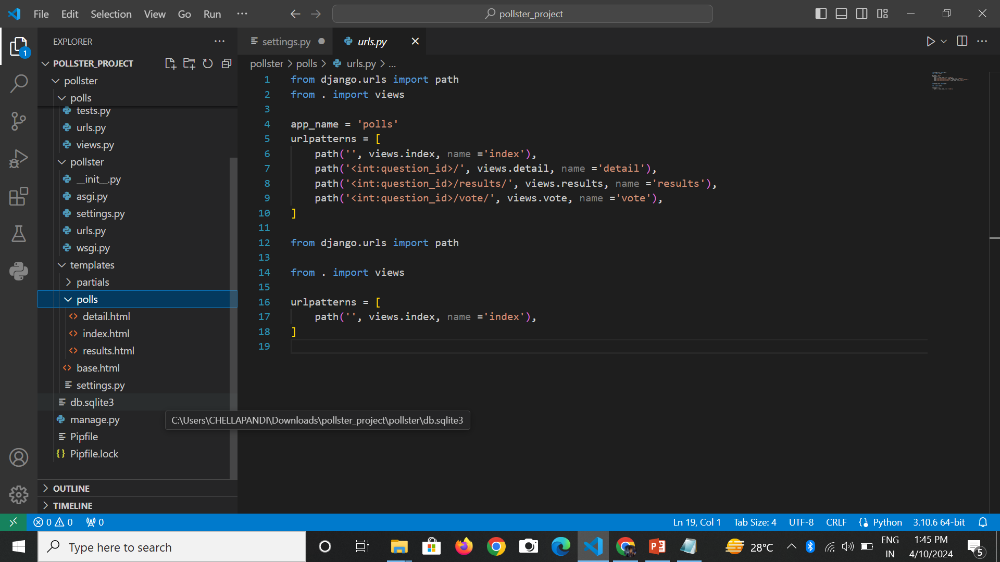 File Edit Selection View Go Run ...
pollster_project
EXPLORER ...
settings.py
urls.py
POLLSTER_PROJECT
pollster > polls > urls.py > ...
pollster
polls
tests.py
urls.py
views.py
pollster
__init__.py
asgi.py
settings.py
urls.py
wsgi.py
templates
partials
polls
detail.html
index.html
results.html
base.html
settings.py
db.sqlite3
manage.py
Pipfile
Pipfile.lock
OUTLINE
TIMELINE
1 from django.urls import path
2 from . import views
3
4 app_name = 'polls'
5 urlpatterns = [
6 path('', views.index, name ='index'),
7 path('<int:question_id>/', views.detail, name ='detail'),
8 path('<int:question_id>/results/', views.results, name ='results'),
9 path('<int:question_id>/vote/', views.vote, name ='vote'),
10 ]
11
12 from django.urls import path
13
14 from . import views
15
16 urlpatterns = [
17 path('', views.index, name ='index'),
18 ]
19
C:\Users\CHELLAPANDI\Downloads\pollster_project\pollster\db.sqlite3
1
0 0 0
Ln 19, Col 1 Tab Size: 4 UTF-8 CRLF {} Python 3.10.6 64-bit
Type here to search
28°C
ENG
IN
1:45 PM
4/10/2024
5